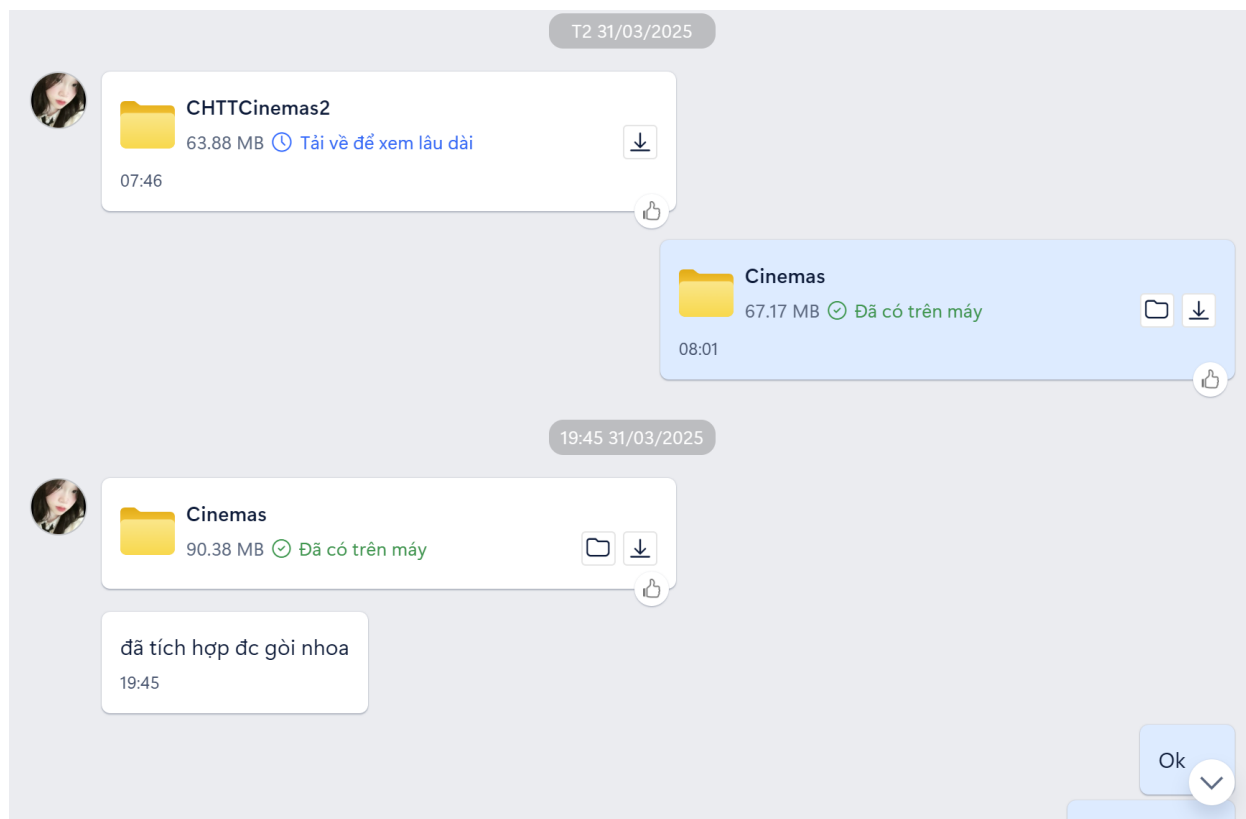 T2 31/03/2025
CHTTCinemas2
63.88 MB Tải về để xem lâu dài
07:46
Cinemas
67.17 MB Đã có trên máy
08:01
19:45 31/03/2025
Cinemas
90.38 MB Đã có trên máy
đã tích hợp đc gòi nhoa
19:45
Ok